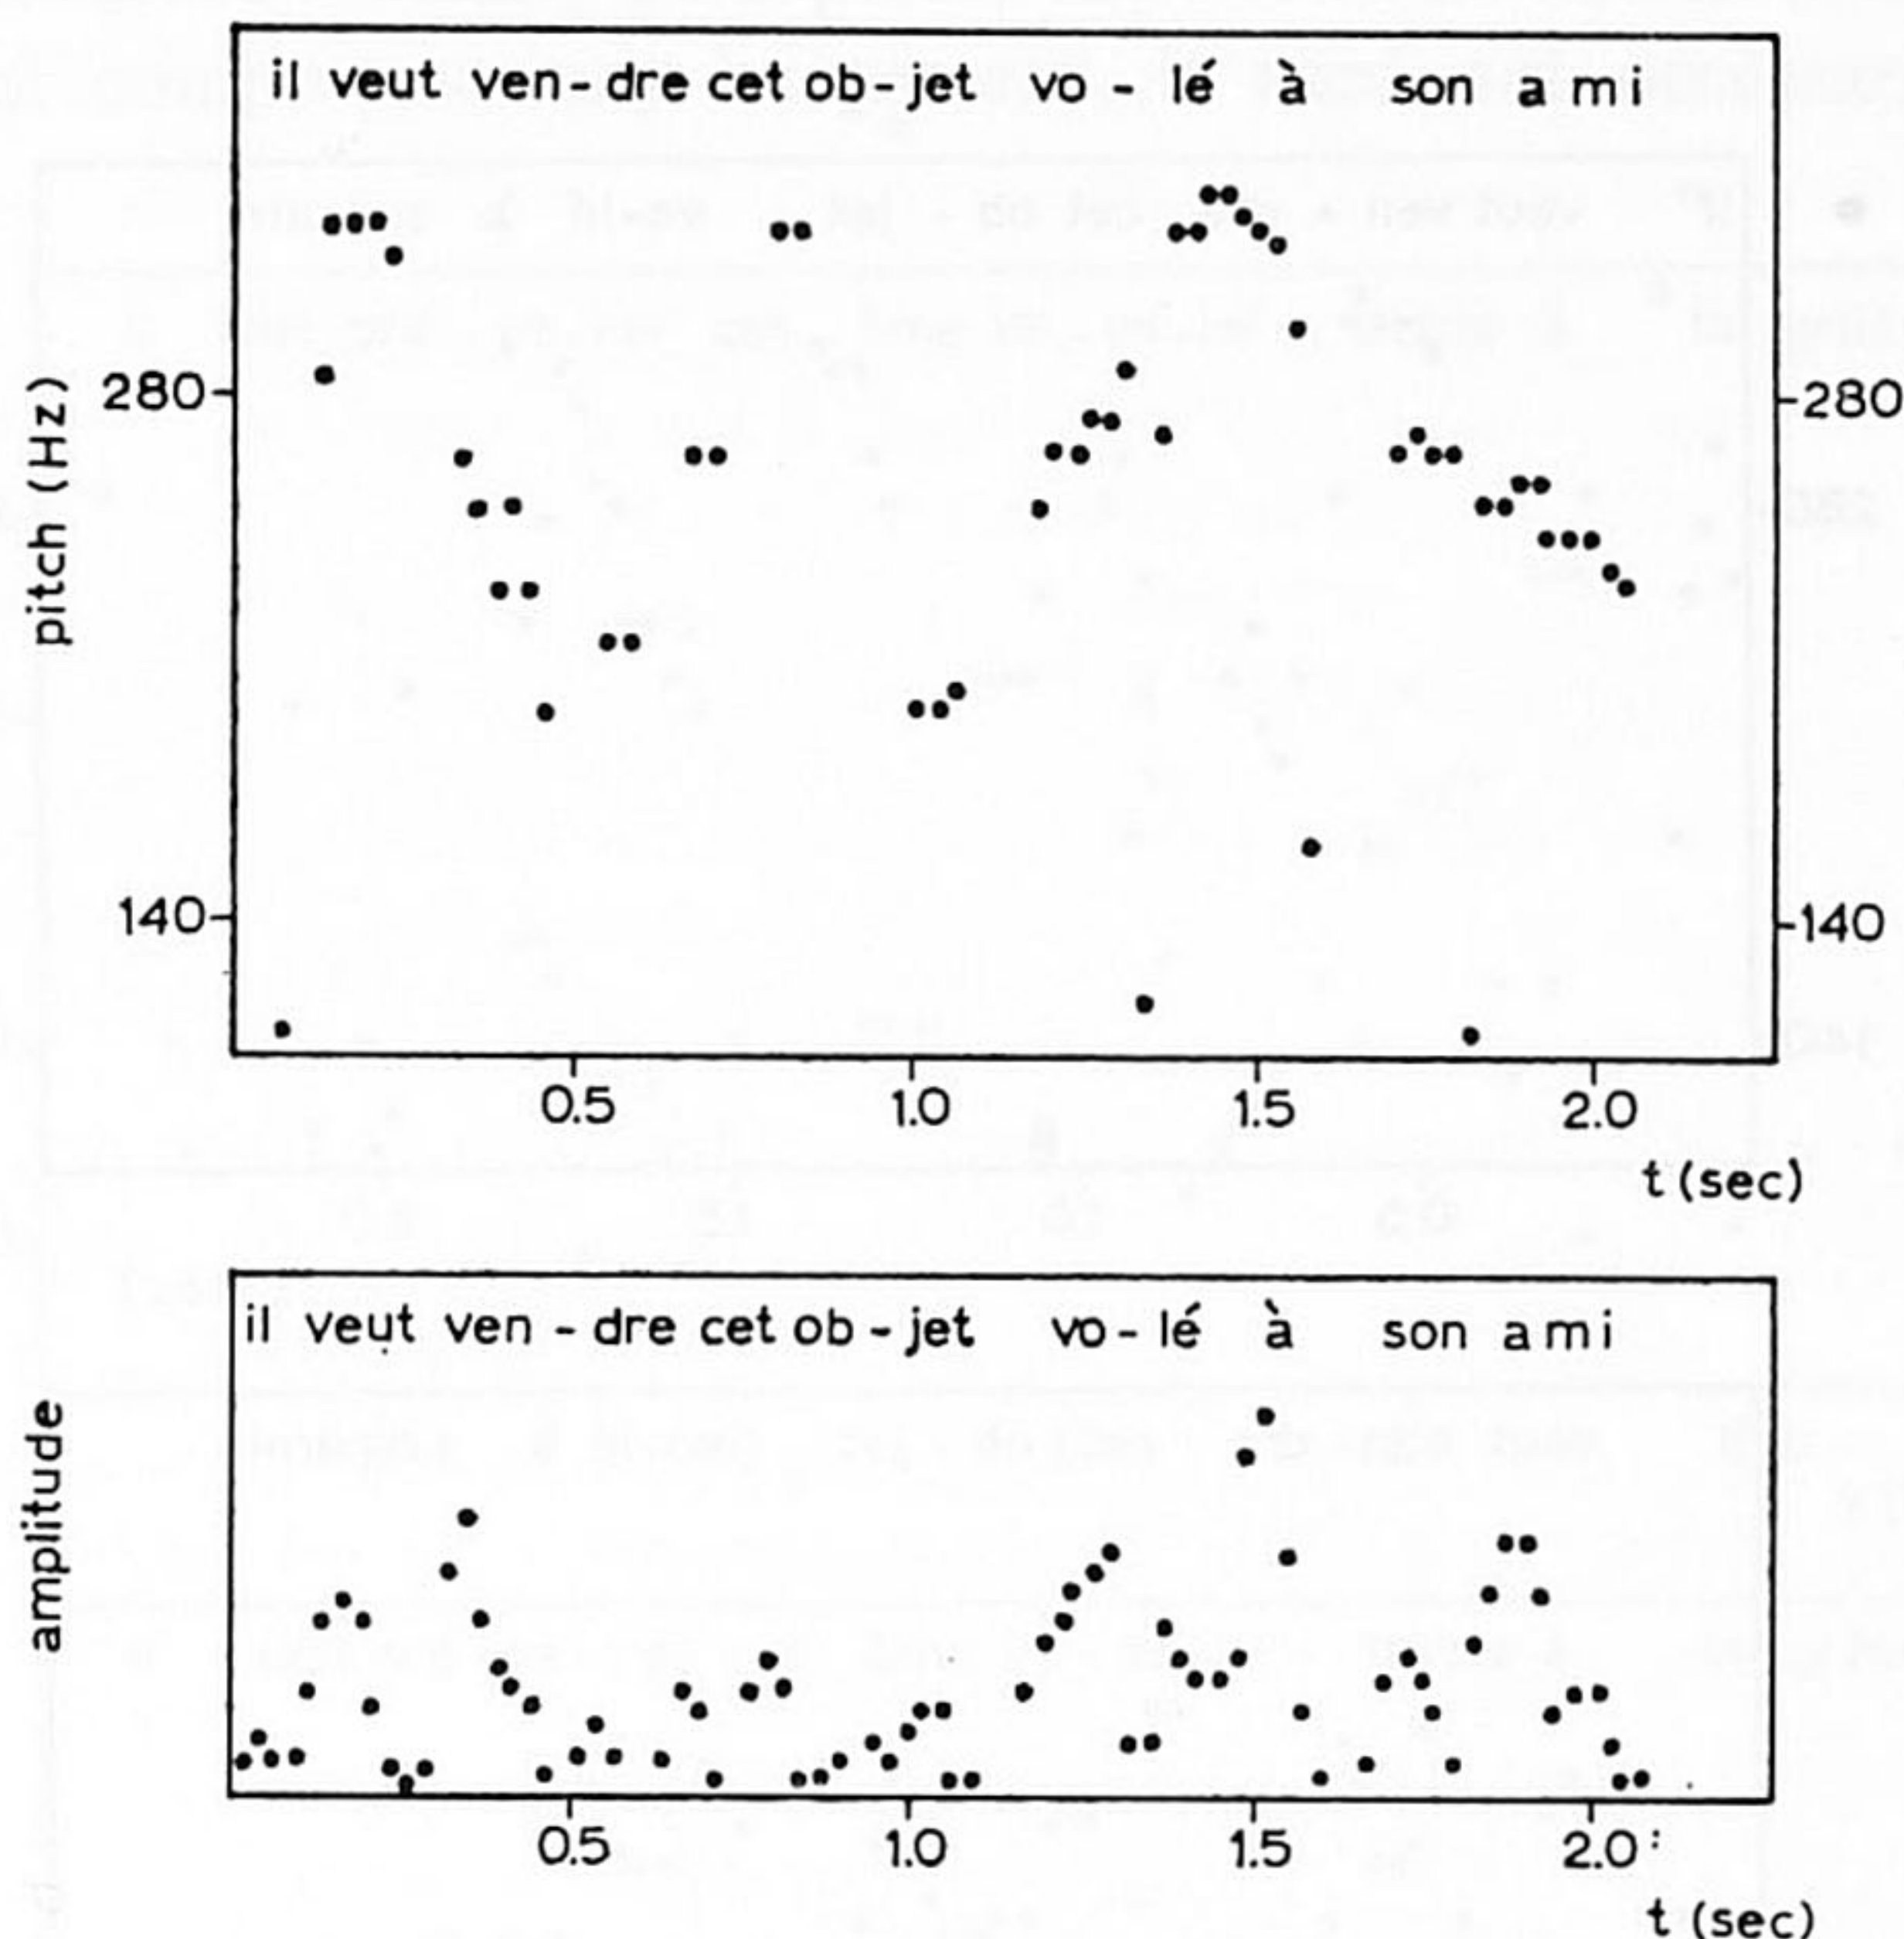 il veut ven-dre cet ob-jet vo-lé à son ami
pitch (Hz)
280 280
140 140
0.5 1.0 1.5 2.0
t (sec)
il veut ven-dre cet ob-jet vo-lé à son ami
amplitude
0.5 1.0 1.5 2.0
t (sec)